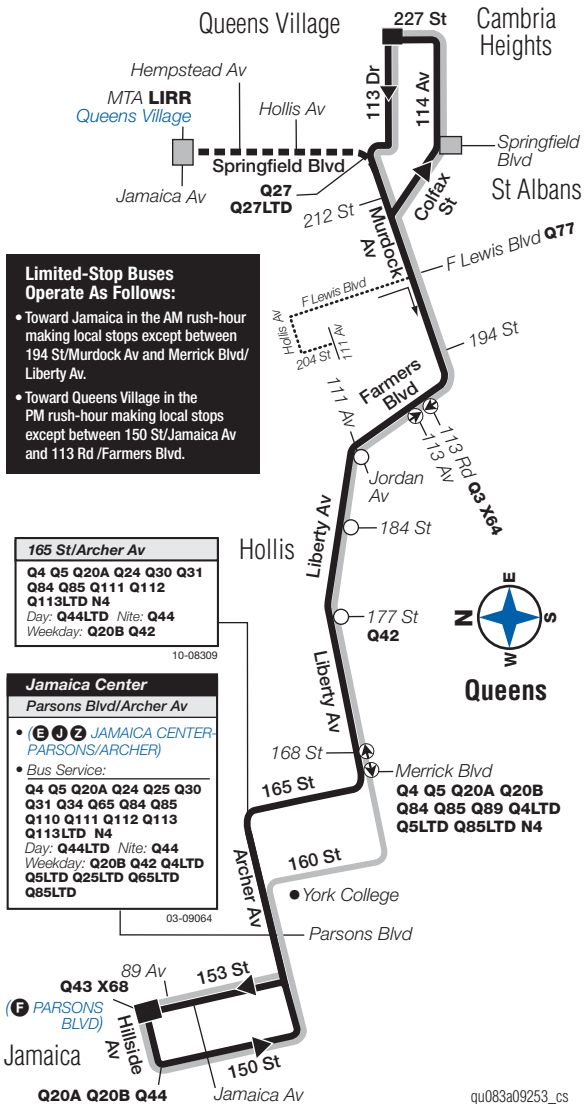 Queens Village
227 St
Cambria
Heights
Hempstead Av
MTA LIRR
Queens Village
Hollis Av
113 Dr
114 Av
Springfield Blvd
Jamaica Av
Springfield
Blvd
Q27
Q27LTD
212 St
Murdock
Av
Colfax
St
St Albans
F Lewis Blvd Q77
F Lewis Blvd
Hollis
Av
204 St
111
Av
194 St
Limited-Stop Buses
Operate As Follows:
• Toward Jamaica in the AM rush-hour
making local stops except between
194 St/Murdock Av and Merrick Blvd/
Liberty Av.
• Toward Queens Village in the
PM rush-hour making local stops
except between 150 St/Jamaica Av
and 113 Rd /Farmers Blvd.
Farmers
Blvd
111 Av
113 Rd Q3 X64
113 Av
Jordan
Av
Liberty Av
184 St
Hollis
177 St
Q42
Liberty Av
N
E
S
W
Queens
165 St/Archer Av
Q4 Q5 Q20A Q24 Q30 Q31
Q84 Q85 Q111 Q112
Q113LTD N4
Day: Q44LTD Nite: Q44
Weekday: Q20B Q42
10-08309
Jamaica Center
Parsons Blvd/Archer Av
• (E J Z JAMAICA CENTER-
PARSONS/ARCHER)
• Bus Service:
Q4 Q5 Q20A Q24 Q25 Q30
Q31 Q34 Q65 Q84 Q85
Q110 Q111 Q112 Q113
Q113LTD N4
Day: Q44LTD Nite: Q44
Weekday: Q20B Q42 Q4LTD
Q5LTD Q25LTD Q65LTD
Q85LTD
03-09064
168 St
Merrick Blvd
Q4 Q5 Q20A Q20B
Q84 Q85 Q89 Q4LTD
Q5LTD Q85LTD N4
165 St
160 St
Archer Av
York College
Parsons Blvd
89 Av
153 St
Q43 X68
(F PARSONS
BLVD)
Hillside
Av
Jamaica
150 St
Q20A Q20B Q44
Jamaica Av
qu083a09253_cs